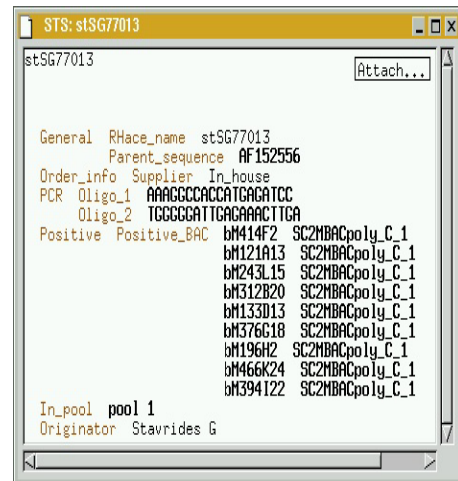 STS: stSG77013
stSG77013
Attach...
General RHace_name stSG77013
Parent_sequence AF152556
Order_info Supplier In_house
PCR Oligo_1 AAAGGCCACCATGAGATCC
Oligo_2 TGGGGGATTGAGAAACTTGA
Positive Positive_BAC bM414F2 SC2MBACpoly_C_1
bM121A13 SC2MBACpoly_C_1
bM243L15 SC2MBACpoly_C_1
bM312B20 SC2MBACpoly_C_1
bM133D13 SC2MBACpoly_C_1
bM376G18 SC2MBACpoly_C_1
bM196H2 SC2MBACpoly_C_1
bM466K24 SC2MBACpoly_C_1
bM394I22 SC2MBACpoly_C_1
In_pool pool 1
Originator Stavrides G